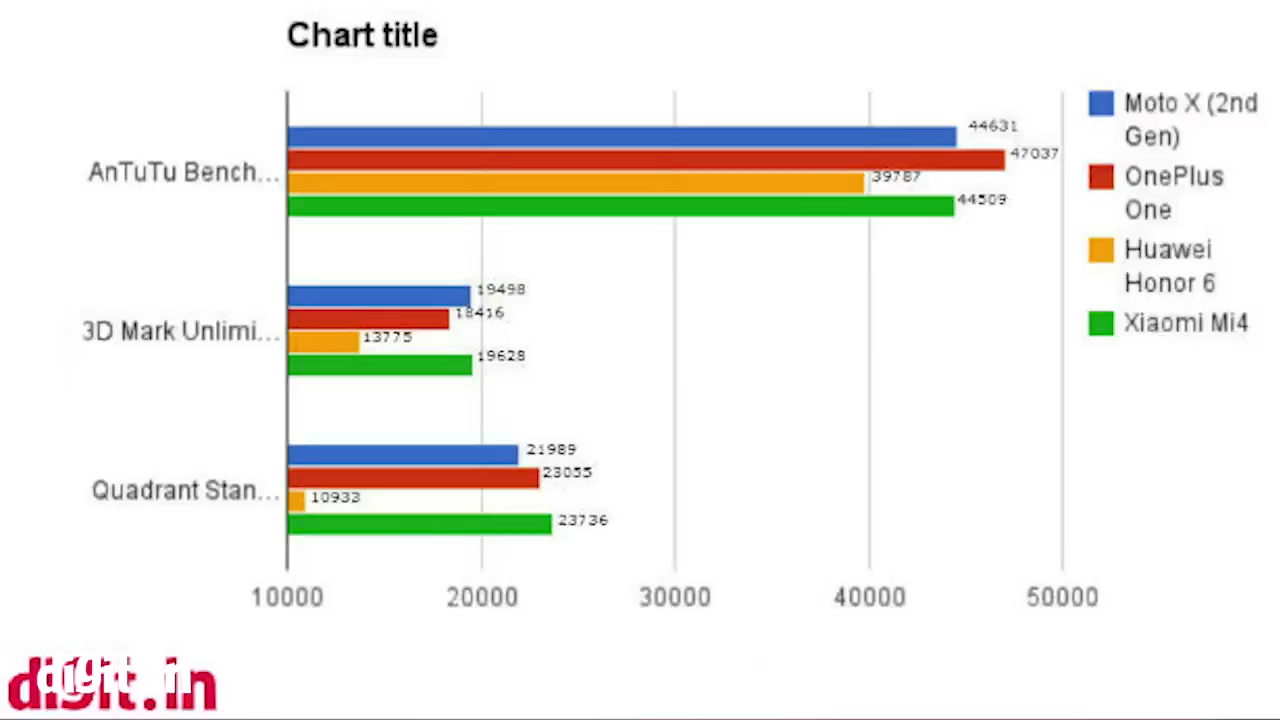 Chart title
AnTuTu Bench...
44631
47037
39787
44509
3D Mark Unlimi...
19498
18416
13775
19628
Quadrant Stan...
21989
23055
10933
23736
10000 20000 30000 40000 50000
Moto X (2nd
Gen)
OnePlus
One
Huawei
Honor 6
Xiaomi Mi4
digit.in
digit.in